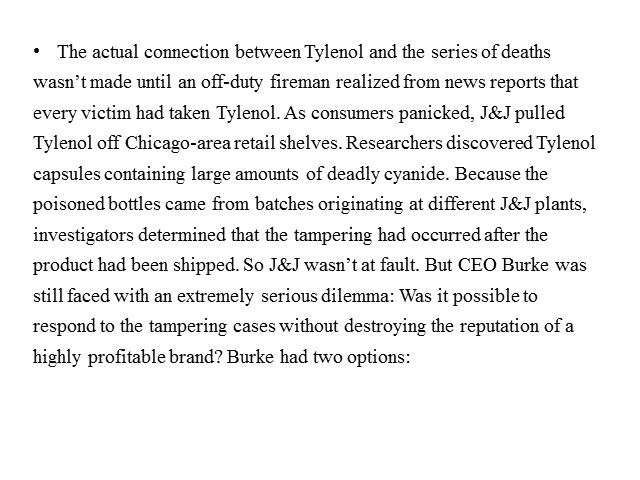 • The actual connection between Tylenol and the series of deaths
wasn’t made until an off-duty fireman realized from news reports that
every victim had taken Tylenol. As consumers panicked, J&J pulled
Tylenol off Chicago-area retail shelves. Researchers discovered Tylenol
capsules containing large amounts of deadly cyanide. Because the
poisoned bottles came from batches originating at different J&J plants,
investigators determined that the tampering had occurred after the
product had been shipped. So J&J wasn’t at fault. But CEO Burke was
still faced with an extremely serious dilemma: Was it possible to
respond to the tampering cases without destroying the reputation of a
highly profitable brand? Burke had two options: